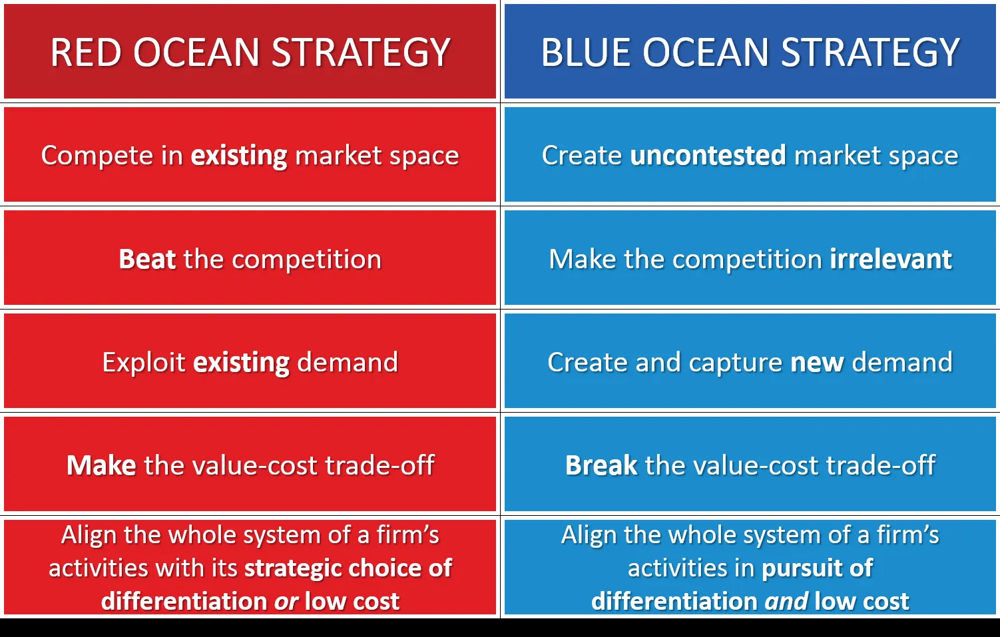 RED OCEAN STRATEGY
BLUE OCEAN STRATEGY
Compete in existing market space
Create uncontested market space
Beat the competition
Make the competition irrelevant
Exploit existing demand
Create and capture new demand
Make the value-cost trade-off
Break the value-cost trade-off
Align the whole system of a firm’s
activities with its strategic choice of
differentiation or low cost
Align the whole system of a firm’s
activities in pursuit of
differentiation and low cost